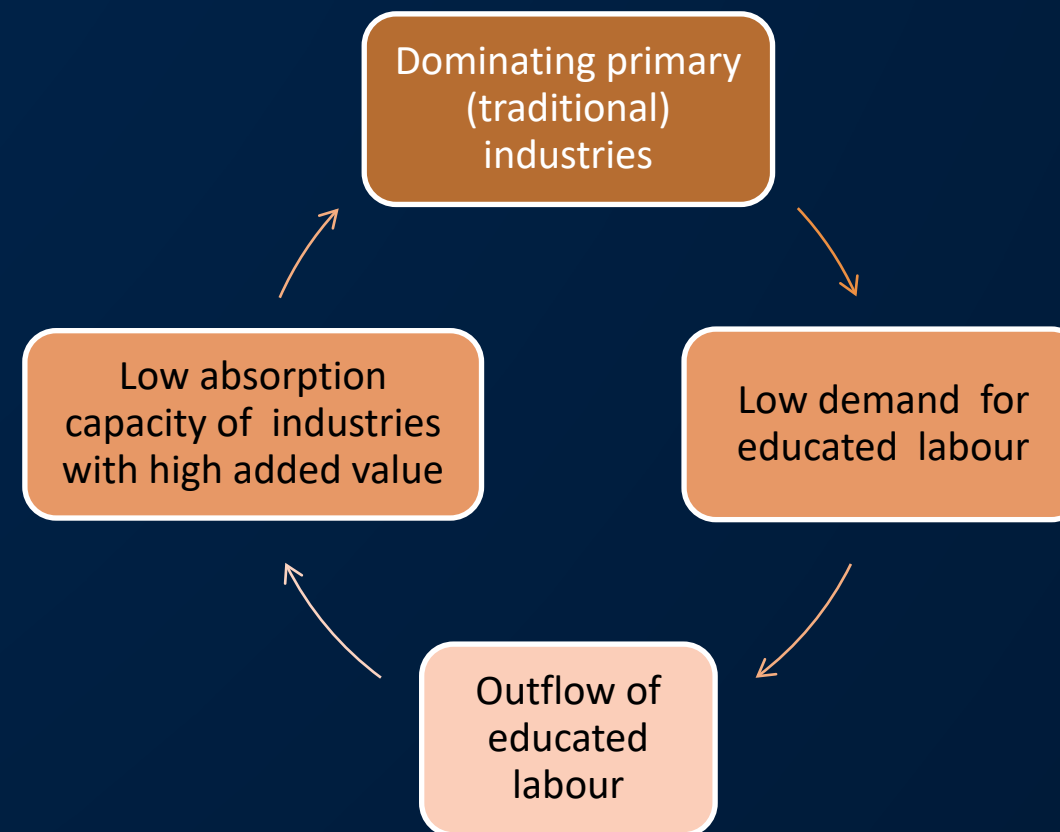 Dominating primary
(traditional)
industries
Low demand for
educated labour
Outflow of
educated
labour
Low absorption
capacity of industries
with high added value